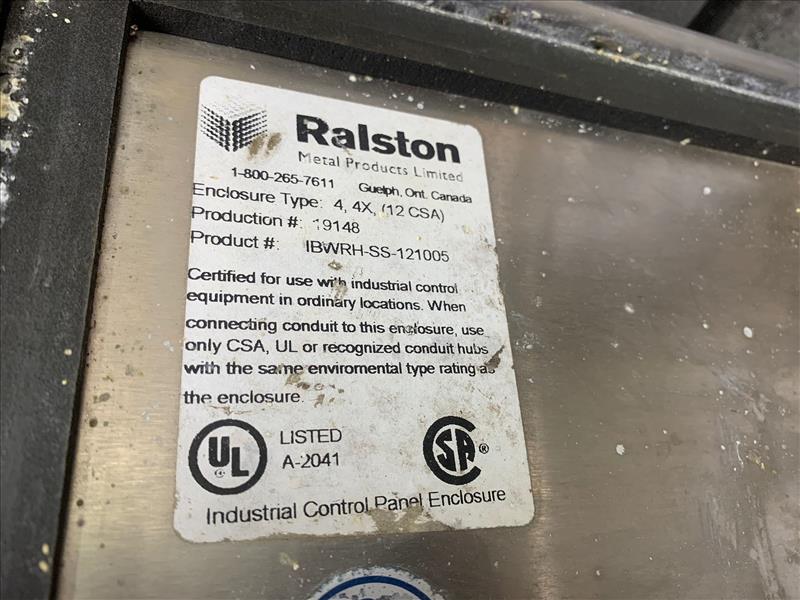 Ralston
Metal Products Limited
1-800-265-7611 Guelph, Ont. Canada
Enclosure Type: 4, 4X, (12 CSA)
Production #: 19148
Product #: IBWRH-SS-121005
Certified for use with industrial control
equipment in ordinary locations. When
connecting conduit to this enclosure, use
only CSA, UL or recognized conduit hubs
with the same enviromental type rating as
the enclosure.
UL LISTED
A-2041
CSA ®
Industrial Control Panel Enclosure